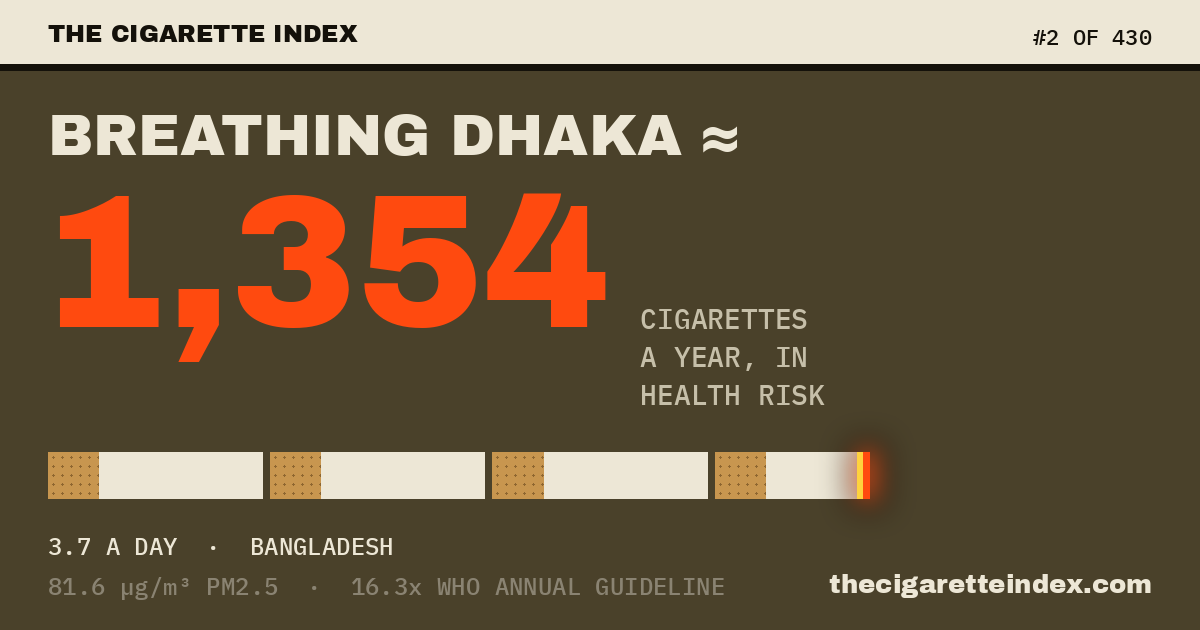 THE CIGARETTE INDEX
#2 OF 430
BREATHING DHAKA ≈
1,354
CIGARETTES
A YEAR, IN
HEALTH RISK
3.7 A DAY · BANGLADESH
81.6 µg/m³ PM2.5 · 16.3x WHO ANNUAL GUIDELINE
thecigaretteindex.com